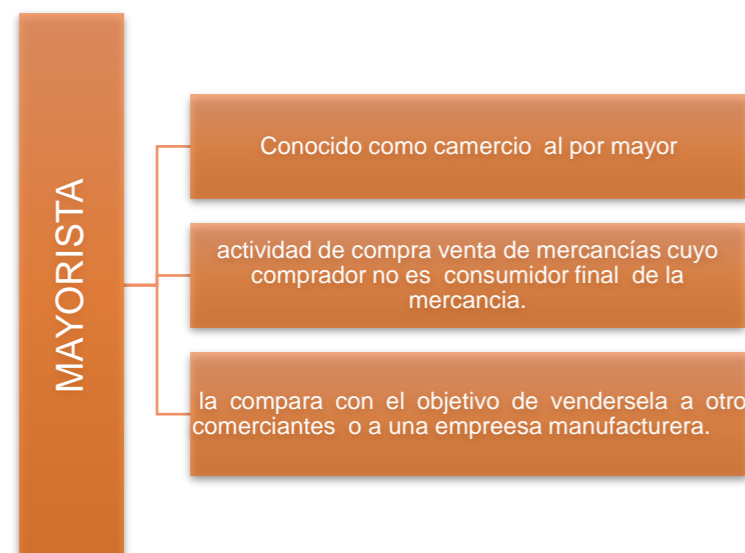 MAYORISTA
Conocido como camercio al por mayor
actividad de compra venta de mercancías cuyo
comprador no es consumidor final de la
mercancia.
la compara con el objetivo de vendersela a otro
comerciantes o a una empreesa manufacturera.